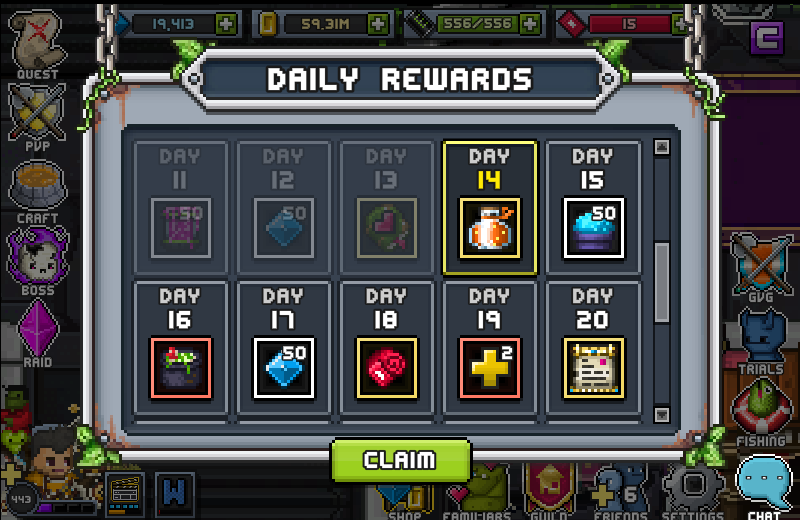 19,413
59.31M
556/556
15
DAILY REWARDS
QUEST
PVP
CRAFT
BOSS
RAID
DAY 11
50
DAY 12
50
DAY 13
DAY 14
DAY 15
50
DAY 16
DAY 17
50
DAY 18
DAY 19
2
DAY 20
GVG
TRIALS
FISHING
CLAIM
443
W
SHOP
FAMILIARS
GUILD
6
FRIENDS
SETTINGS
CHAT